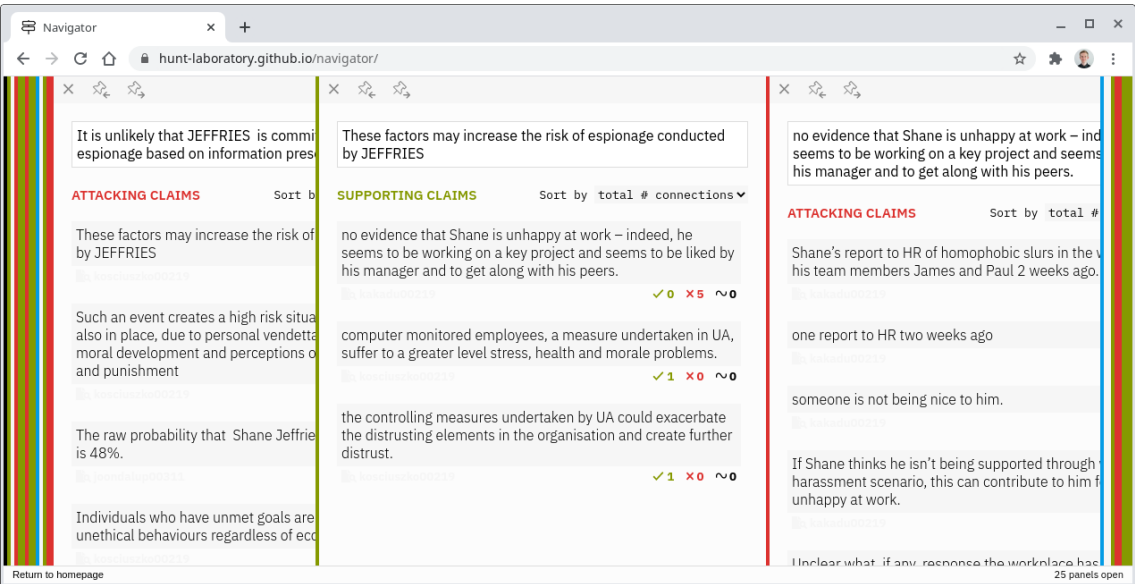 Navigator
hunt-laboratory.github.io/navigator/
It is unlikely that JEFFRIES is commi
espionage based on information pres
ATTACKING CLAIMS
Sort b
These factors may increase the risk of
by JEFFRIES
Such an event creates a high risk situa
also in place, due to personal vendetta
moral development and perceptions o
and punishment
The raw probability that Shane Jeffrie
is 48%.
Individuals who have unmet goals are
unethical behaviours regardless of eco
These factors may increase the risk of espionage conducted
by JEFFRIES
SUPPORTING CLAIMS
Sort by total # connections
no evidence that Shane is unhappy at work – indeed, he
seems to be working on a key project and seems to be liked by
his manager and to get along with his peers.
kakadu00219
✓0 ×5 ~0
computer monitored employees, a measure undertaken in UA,
suffer to a greater level stress, health and morale problems.
✓1 ×0 ~0
the controlling measures undertaken by UA could exacerbate
the distrusting elements in the organisation and create further
distrust.
✓1 ×0 ~0
no evidence that Shane is unhappy at work – ind
seems to be working on a key project and seems
his manager and to get along with his peers.
ATTACKING CLAIMS
Sort by total #
Shane's report to HR of homophobic slurs in the w
his team members James and Paul 2 weeks ago.
kakadu00219
one report to HR two weeks ago
kakadu00219
someone is not being nice to him.
kakadu00219
If Shane thinks he isn't being supported through
harassment scenario, this can contribute to him f
unhappy at work.
kakadu00219
Unclear what, if any, response the workplace has
Return to homepage
25 panels open